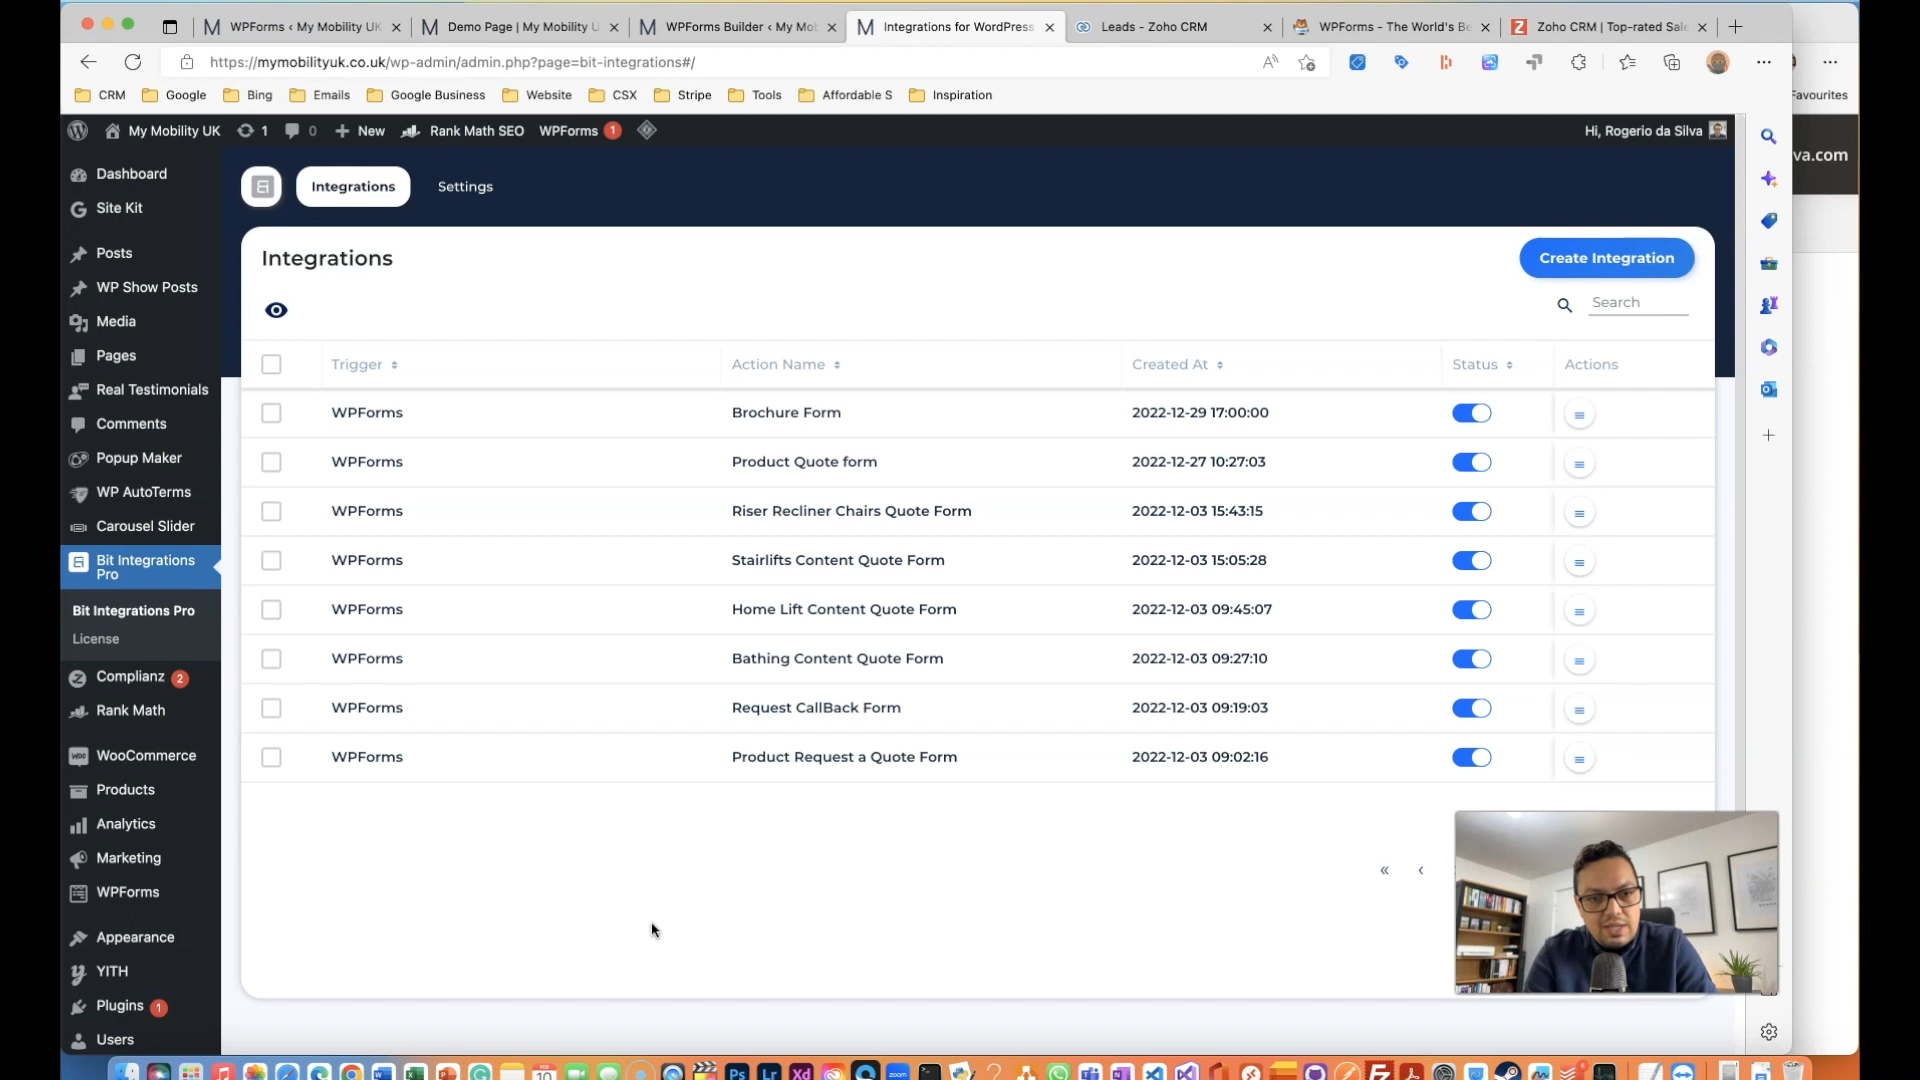 WPForms ‹ My Mobility UK
Demo Page | My Mobility U
WPForms Builder ‹ My Mob
Integrations for WordPress
Leads - Zoho CRM
WPForms - The World's Be
Zoho CRM | Top-rated Sale
https://mymobilityuk.co.uk/wp-admin/admin.php?page=bit-integrations#/
CRM
Google
Bing
Emails
Google Business
Website
CSX
Stripe
Tools
Affordable S
Inspiration
Favourites
My Mobility UK
1
0
New
Rank Math SEO
WPForms 1
Hi, Rogerio da Silva
va.com
Dashboard
Site Kit
Posts
WP Show Posts
Media
Pages
Real Testimonials
Comments
Popup Maker
WP AutoTerms
Carousel Slider
Bit Integrations
Pro
Bit Integrations Pro
License
Complianz 2
Rank Math
WooCommerce
Products
Analytics
Marketing
WPForms
Appearance
YITH
Plugins 1
Users
Integrations
Settings
Integrations
Create Integration
Search
Trigger
Action Name
Created At
Status
Actions
WPForms Brochure Form 2022-12-29 17:00:00
WPForms Product Quote form 2022-12-27 10:27:03
WPForms Riser Recliner Chairs Quote Form 2022-12-03 15:43:15
WPForms Stairlifts Content Quote Form 2022-12-03 15:05:28
WPForms Home Lift Content Quote Form 2022-12-03 09:45:07
WPForms Bathing Content Quote Form 2022-12-03 09:27:10
WPForms Request CallBack Form 2022-12-03 09:19:03
WPForms Product Request a Quote Form 2022-12-03 09:02:16
« ‹
10
Ps
Lr
Xd
zoom